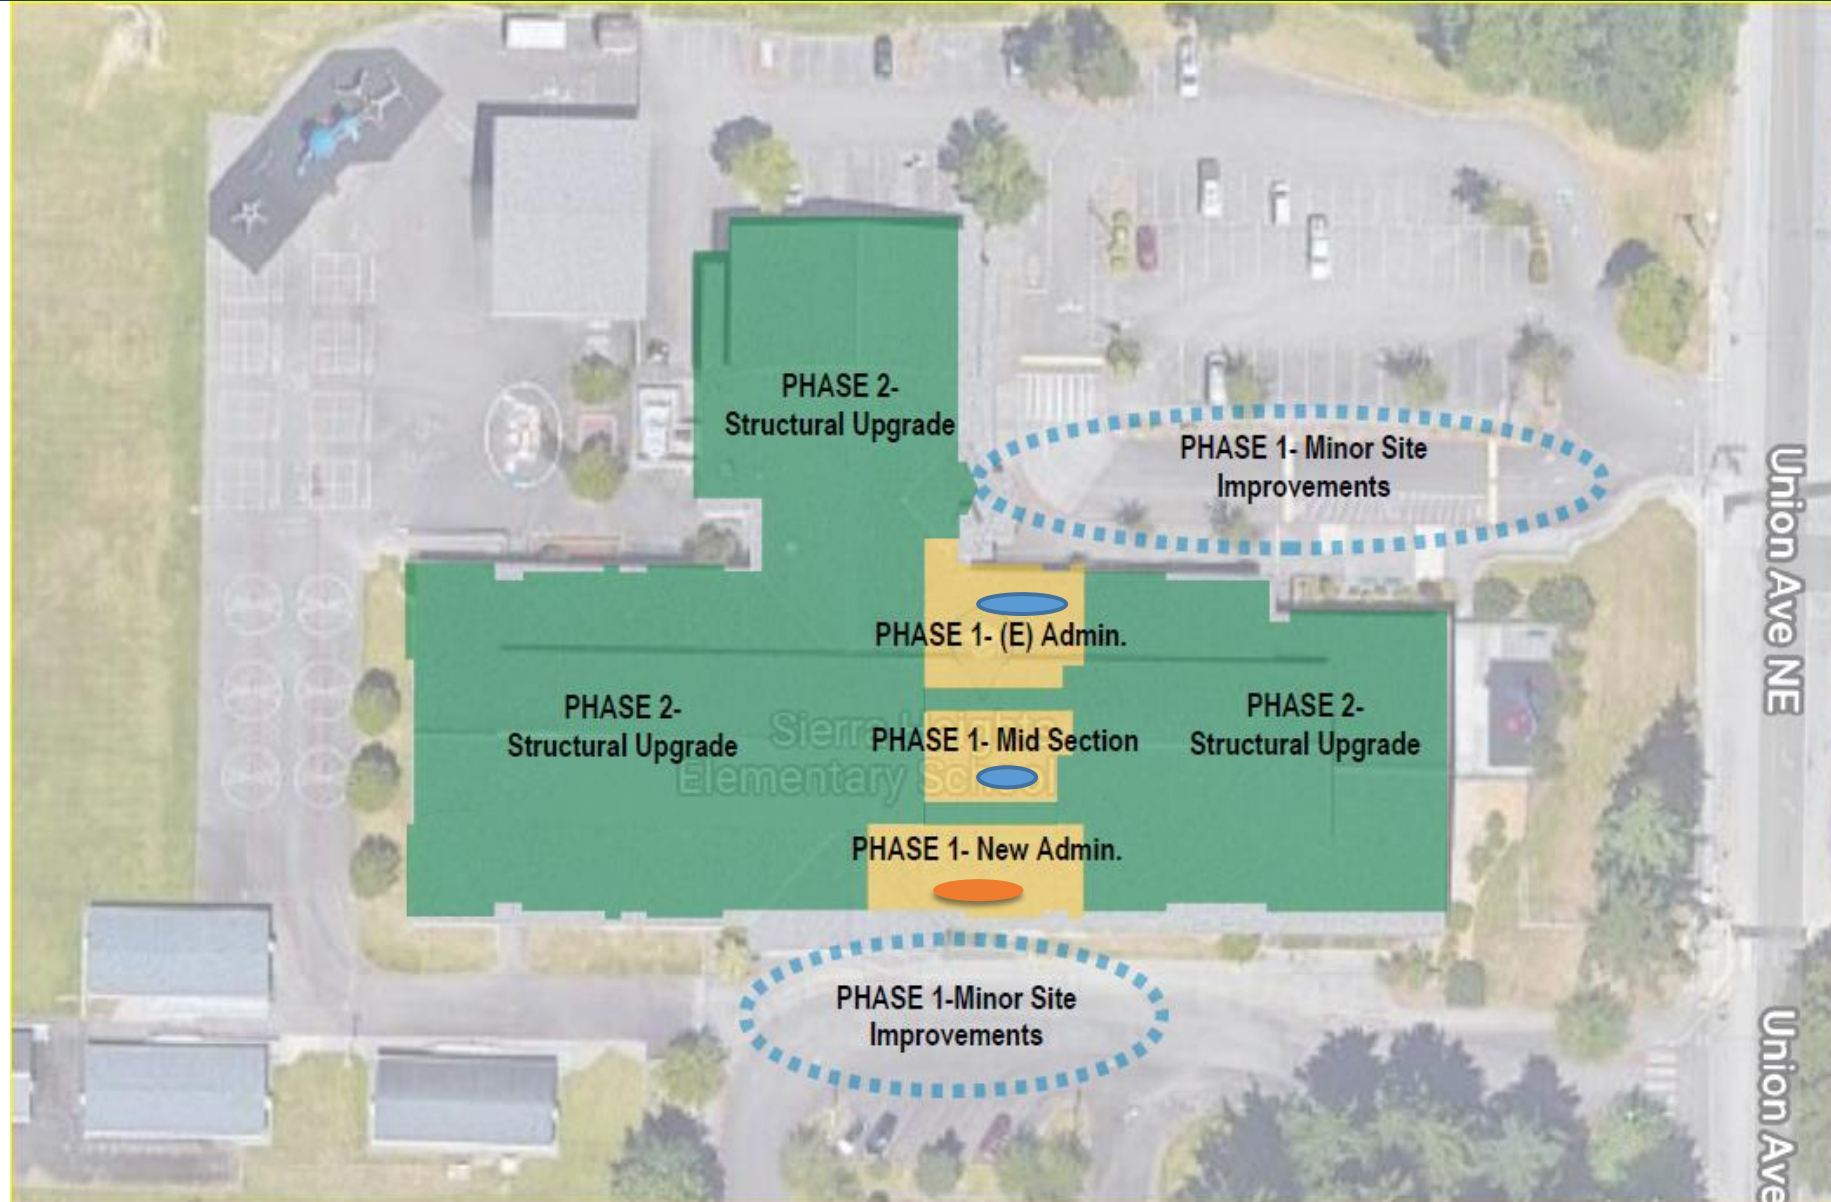 PHASE 2-
Structural Upgrade
PHASE 1- Minor Site
Improvements
Union Ave NE
PHASE 1- (E) Admin.
PHASE 2-
Structural Upgrade
Sierra Heights
Elementary School
PHASE 1- Mid Section
PHASE 2-
Structural Upgrade
PHASE 1- New Admin.
PHASE 1-Minor Site
Improvements
Union Ave